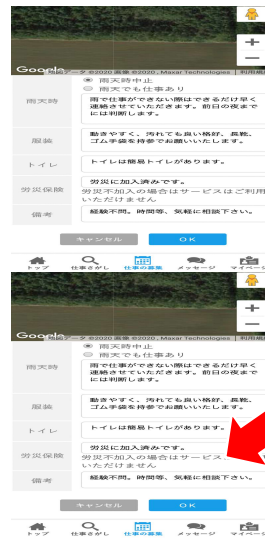 Google
地図データ ©2020 画像 ©2020 , Maxar Technologies | 利用規
雨天時中止
雨天でも仕事あり
雨天時
雨で仕事ができない際はできるだけ早く
連絡させていただきます。前日の夜まで
には判断します。
服装
動きやすく、汚れても良い格好、長靴、
ゴム手袋を持参でお願いいたします。
トイレ
トイレは簡易トイレがあります。
労災保険
労災に加入済みです。
労災不加入の場合はサービスはご利用
いただけません
備考
経験不問。時間等、気軽に相談下さい。
キャンセル
OK
トップ
仕事さがし
仕事の募集
メッセージ
マイペー
Google
地図データ ©2020 画像 ©2020 , Maxar Technologies | 利用規
雨天時中止
雨天でも仕事あり
雨天時
雨で仕事ができない際はできるだけ早く
連絡させていただきます。前日の夜まで
には判断します。
服装
動きやすく、汚れても良い格好、長靴、
ゴム手袋を持参でお願いいたします。
トイレ
トイレは簡易トイレがあります。
労災保険
労災に加入済みです。
労災不加入の場合はサービス
いただけません
備考
経験不問。時間等、気軽に相談下さい。
キャンセル
OK
トップ
仕事さがし
仕事の募集
メッセージ
マイペー